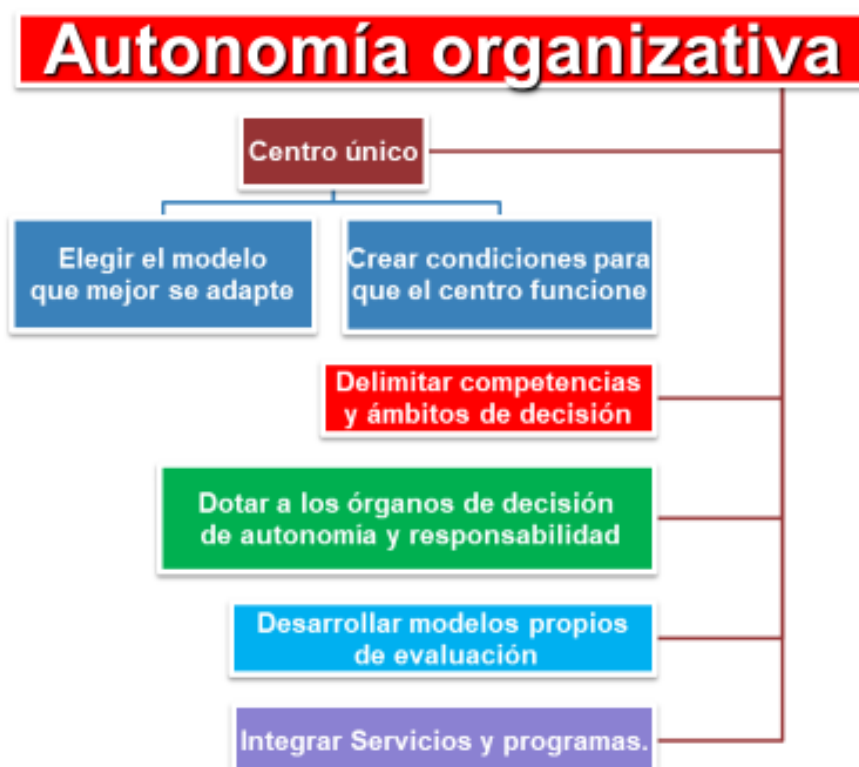 Autonomía organizativa
Centro único
Elegir el modelo
que mejor se adapte
Crear condiciones para
que el centro funcione
Delimitar competencias
y ámbitos de decisión
Dotar a los órganos de decisión
de autonomía y responsabilidad
Desarrollar modelos propios
de evaluación
Integrar Servicios y programas.